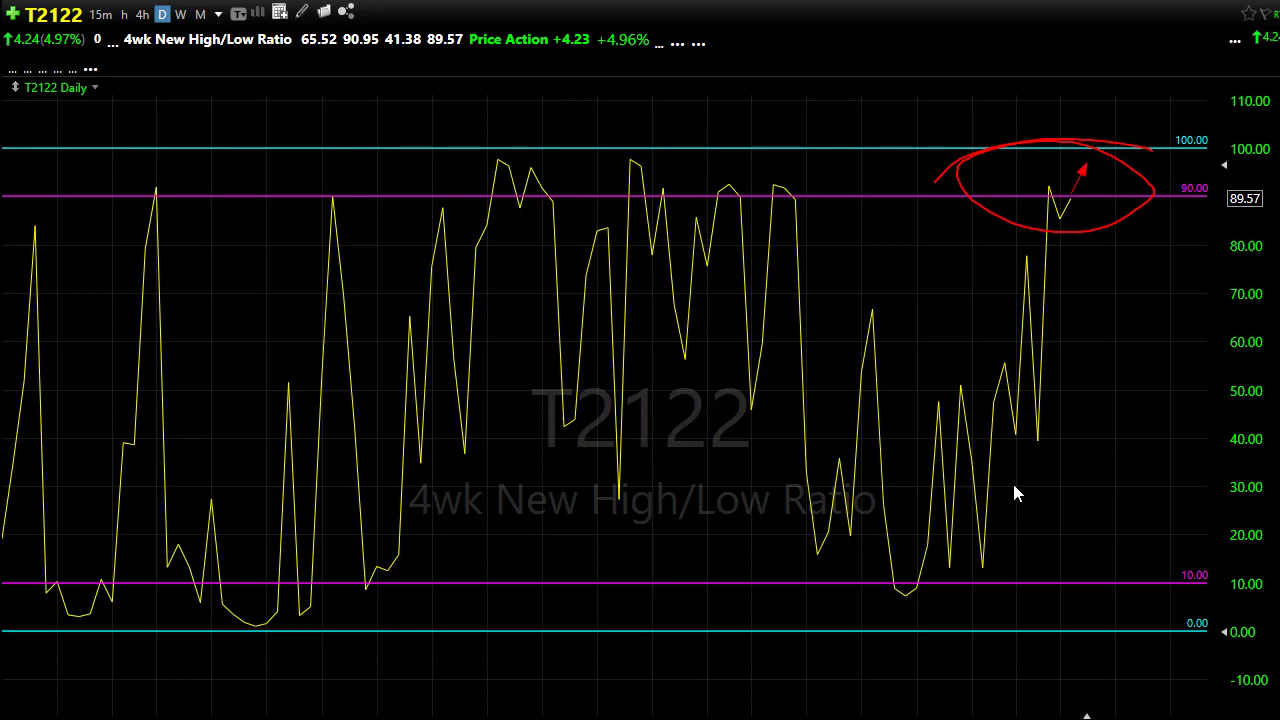 T2122 15m h 4h D W M T
R
4.24(4.97%) 0 ... 4wk New High/Low Ratio 65.52 90.95 41.38 89.57 Price Action +4.23 +4.96% ... ... ... ... 4.24
... ... ... ... ... ...
T2122 Daily
110.00
100.00 100.00
90.00 89.57
80.00
70.00
60.00
50.00
T2122
40.00
4wk New High/Low Ratio 30.00
20.00
10.00 10.00
0.00 0.00
-10.00